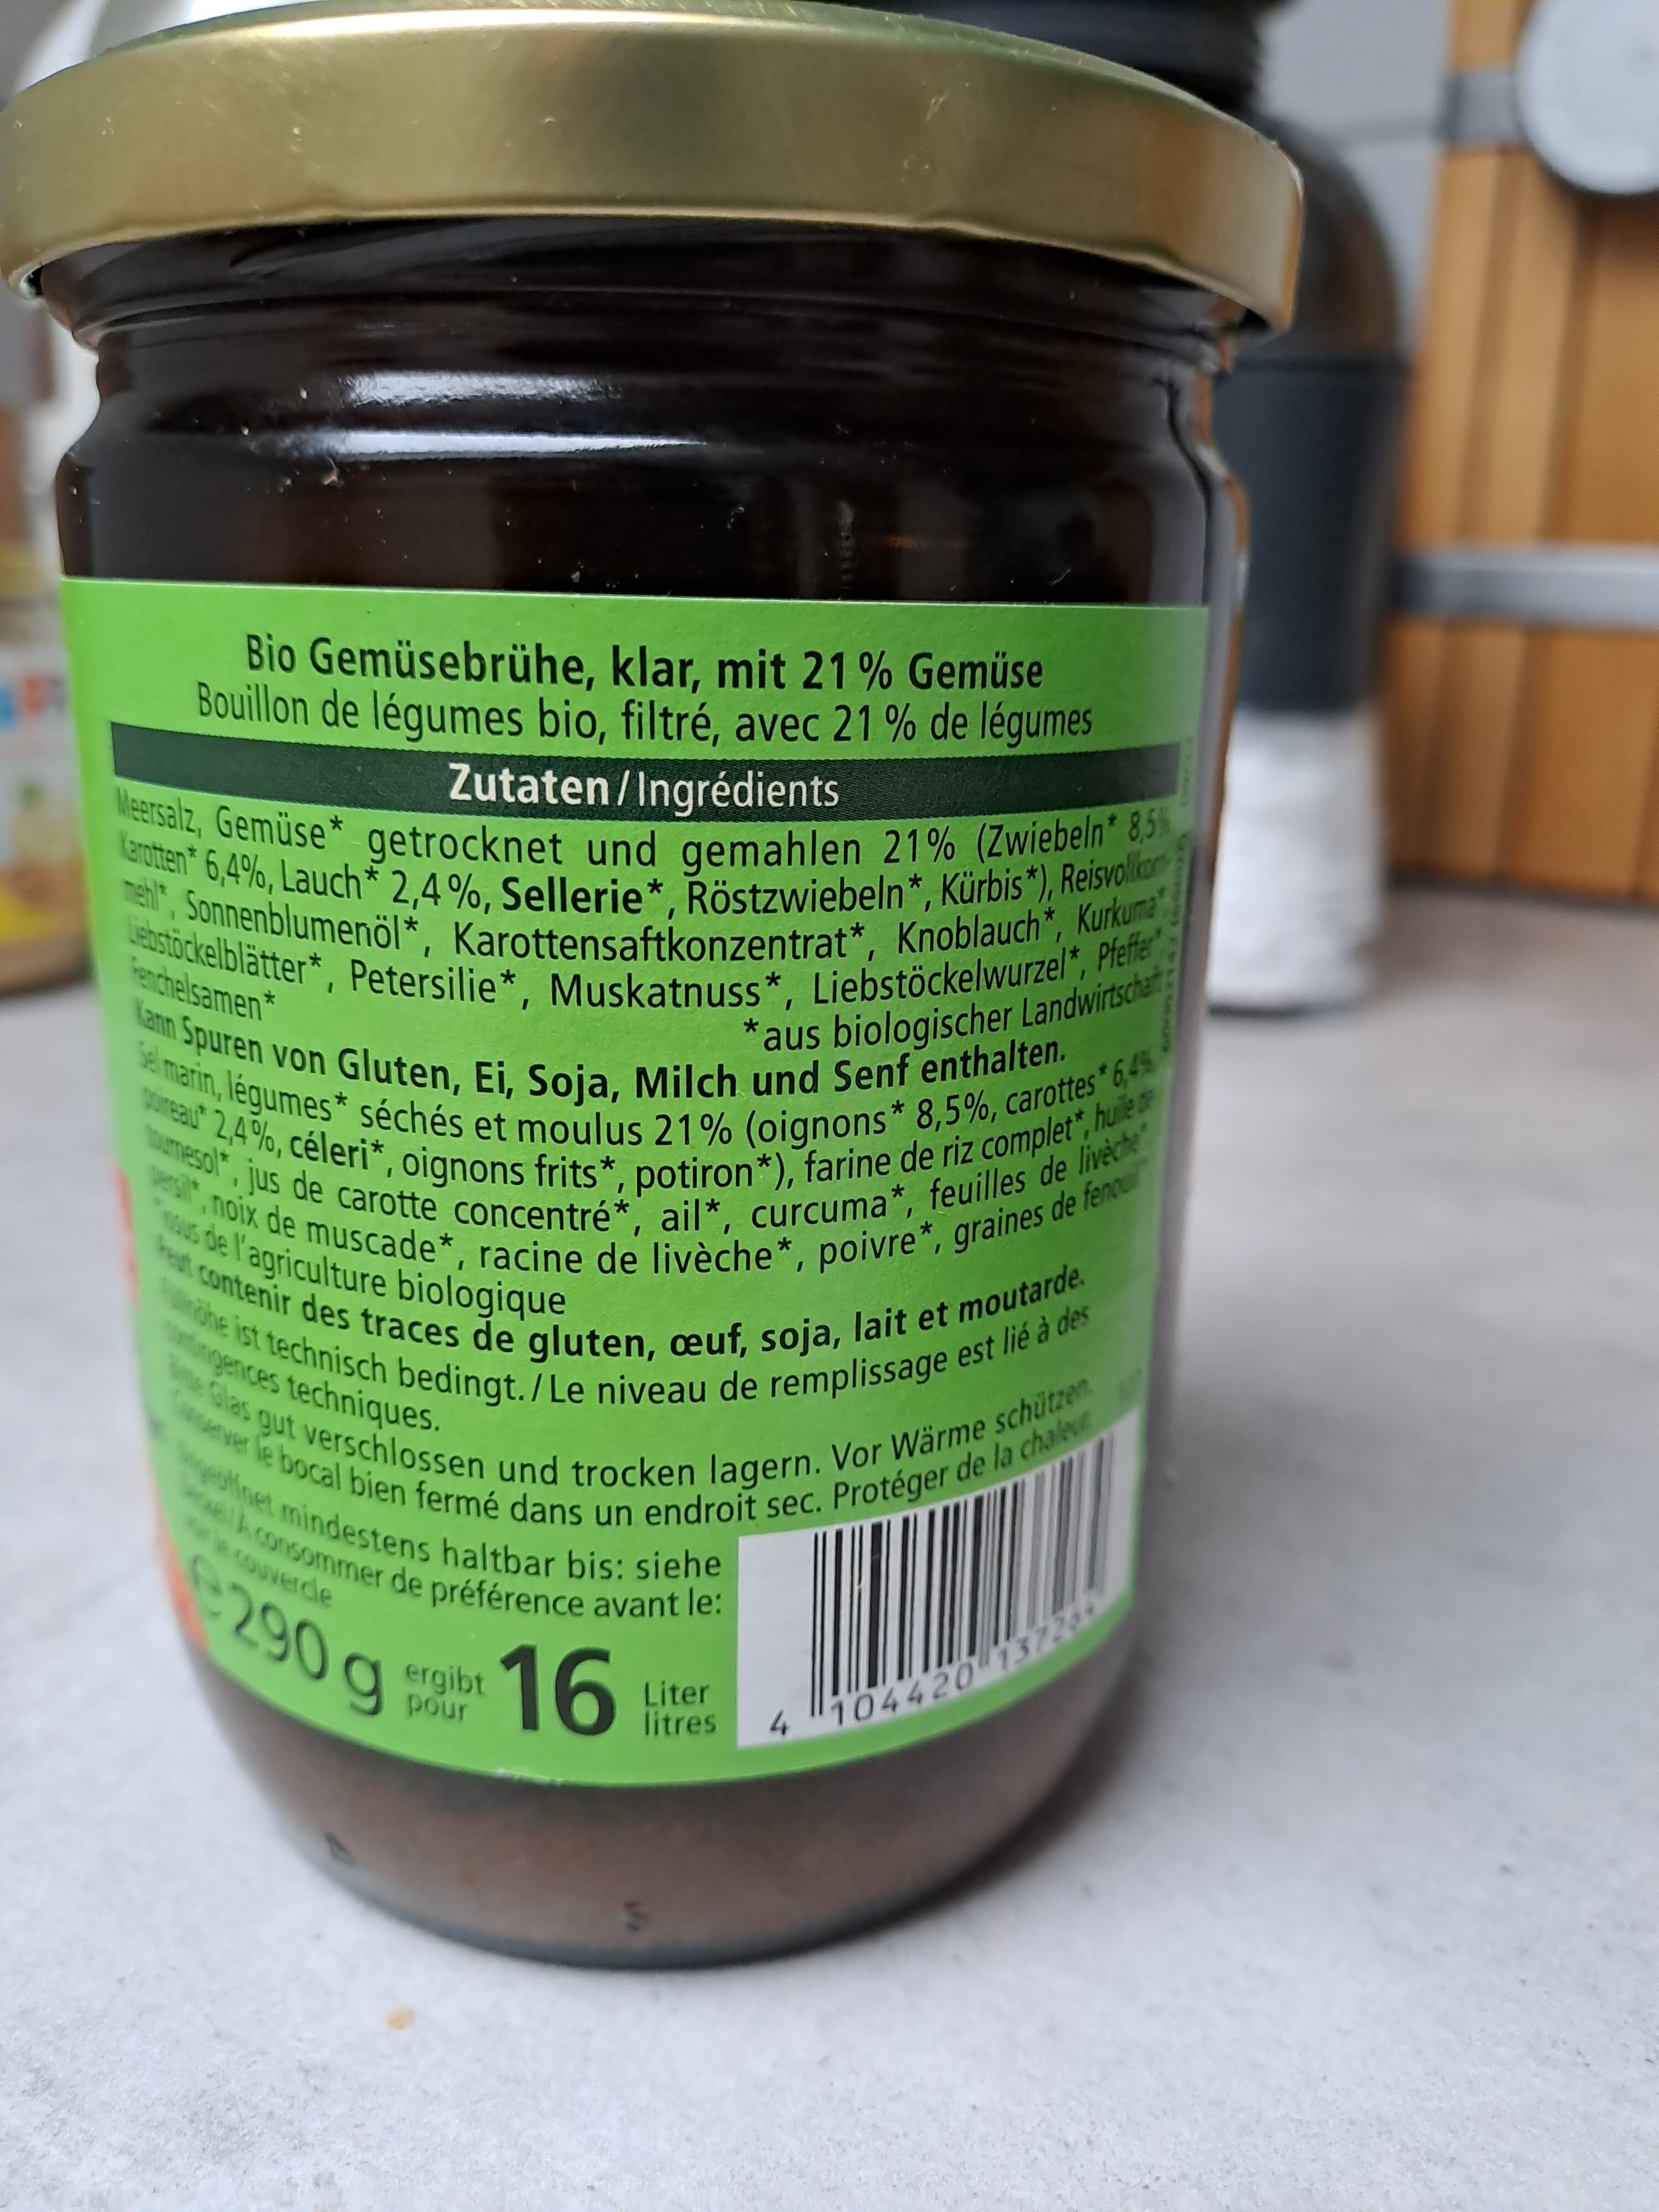 Bio Gemüsebrühe, klar, mit 21 % Gemüse
Bouillon de légumes bio, filtré, avec 21 % de légumes
Zutaten / Ingrédients
Meersalz, Gemüse* getrocknet und gemahlen 21% (Zwiebeln* 8,5%
Karotten* 6,4%, Lauch* 2,4 %, Sellerie*, Röstzwiebeln*, Kürbis*), Reisvollkorn-
mehl*, Sonnenblumenöl*, Karottensaftkonzentrat*, Knoblauch*, Kurkuma*
Liebstöckelblätter*, Petersilie*, Muskatnuss*, Liebstöckelwurzel*, Pfeffer*
Fenchelsamen*
*aus biologischer Landwirtschaft
Kann Spuren von Gluten, Ei, Soja, Milch und Senf enthalten.
Sel marin, légumes* séchés et moulus 21% (oignons* 8,5%, carottes* 6,4%
poireau* 2,4%, céleri*, oignons frits*, potiron*), farine de riz complet*, huile de
tournesol*, jus de carotte concentré*, ail*, curcuma*, feuilles de livèche*
persil*, noix de muscade*, racine de livèche*, poivre*, graines de fenouil
*issus de l'agriculture biologique
Peut contenir des traces de gluten, œuf, soja, lait et moutarde.
Füllhöhe ist technisch bedingt. / Le niveau de remplissage est lié à des
contingences techniques.
Bitte Glas gut verschlossen und trocken lagern. Vor Wärme schützen.
Conserver le bocal bien fermé dans un endroit sec. Protéger de la chaleur.
Ungeöffnet mindestens haltbar bis: siehe
Deckel / A consommer de préférence avant le:
voir le couvercle
℮ 290 g ergibt 16 Liter
pour litres
4 104420 1372